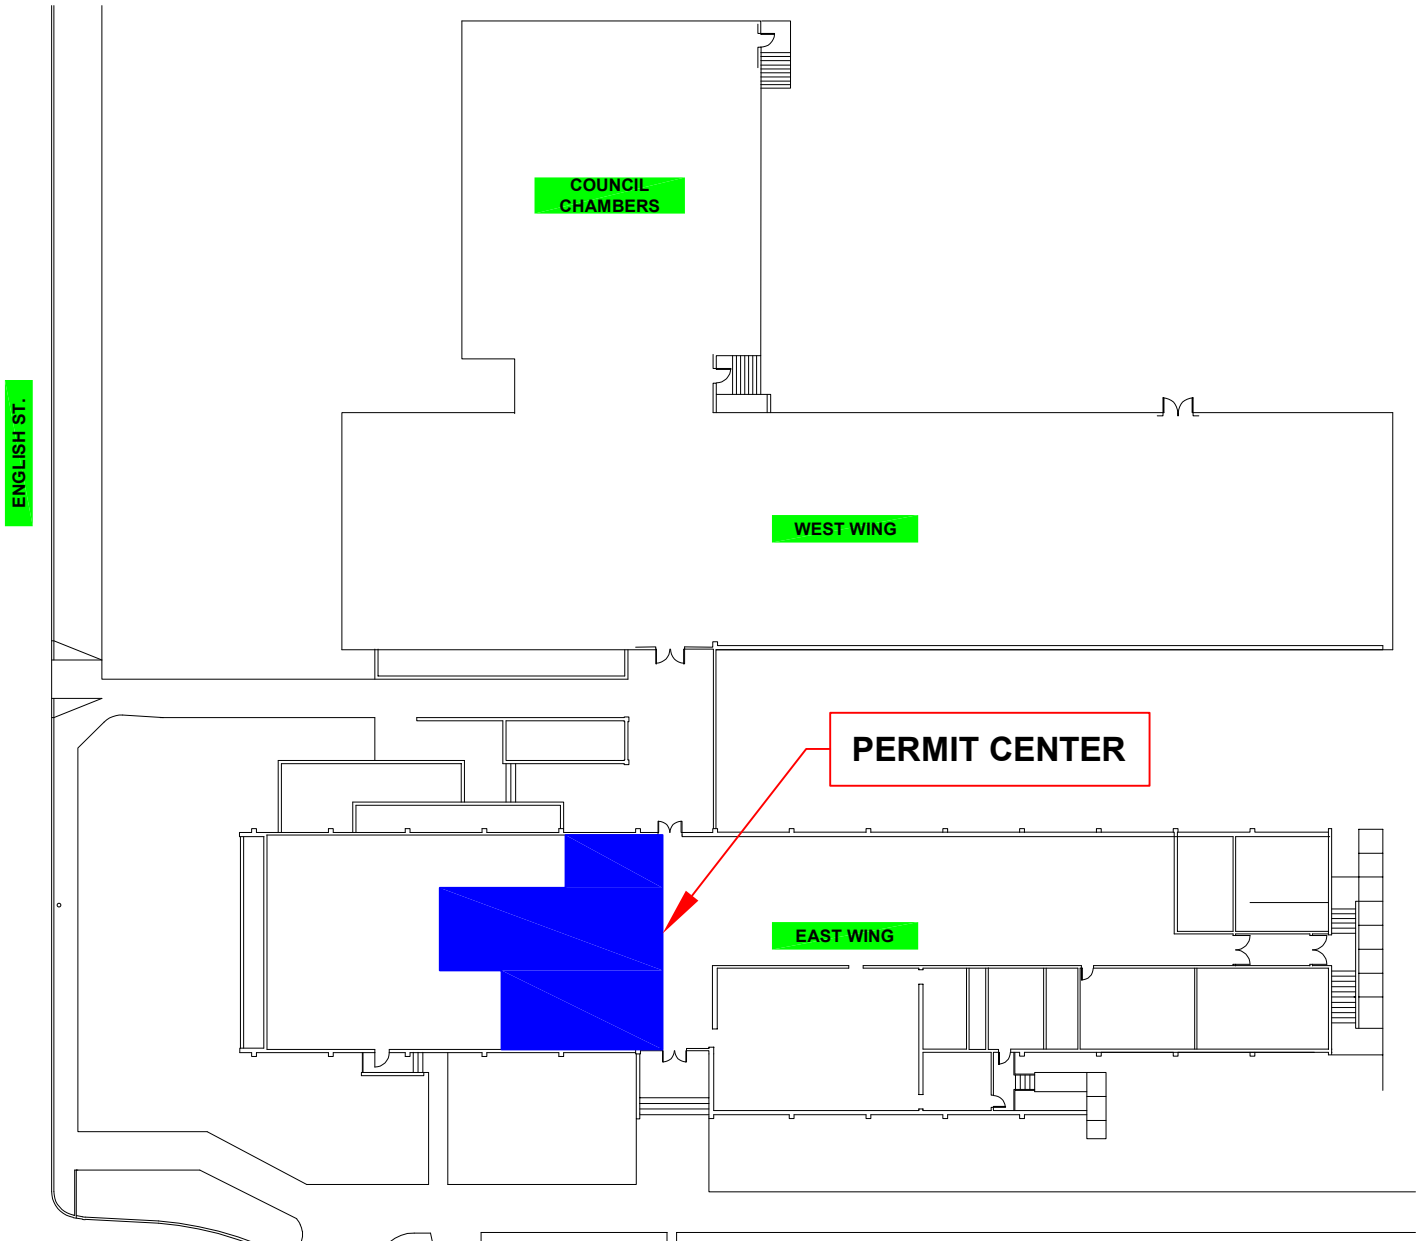 COUNCIL
CHAMBERS
ENGLISH ST.
WEST WING
PERMIT CENTER
EAST WING